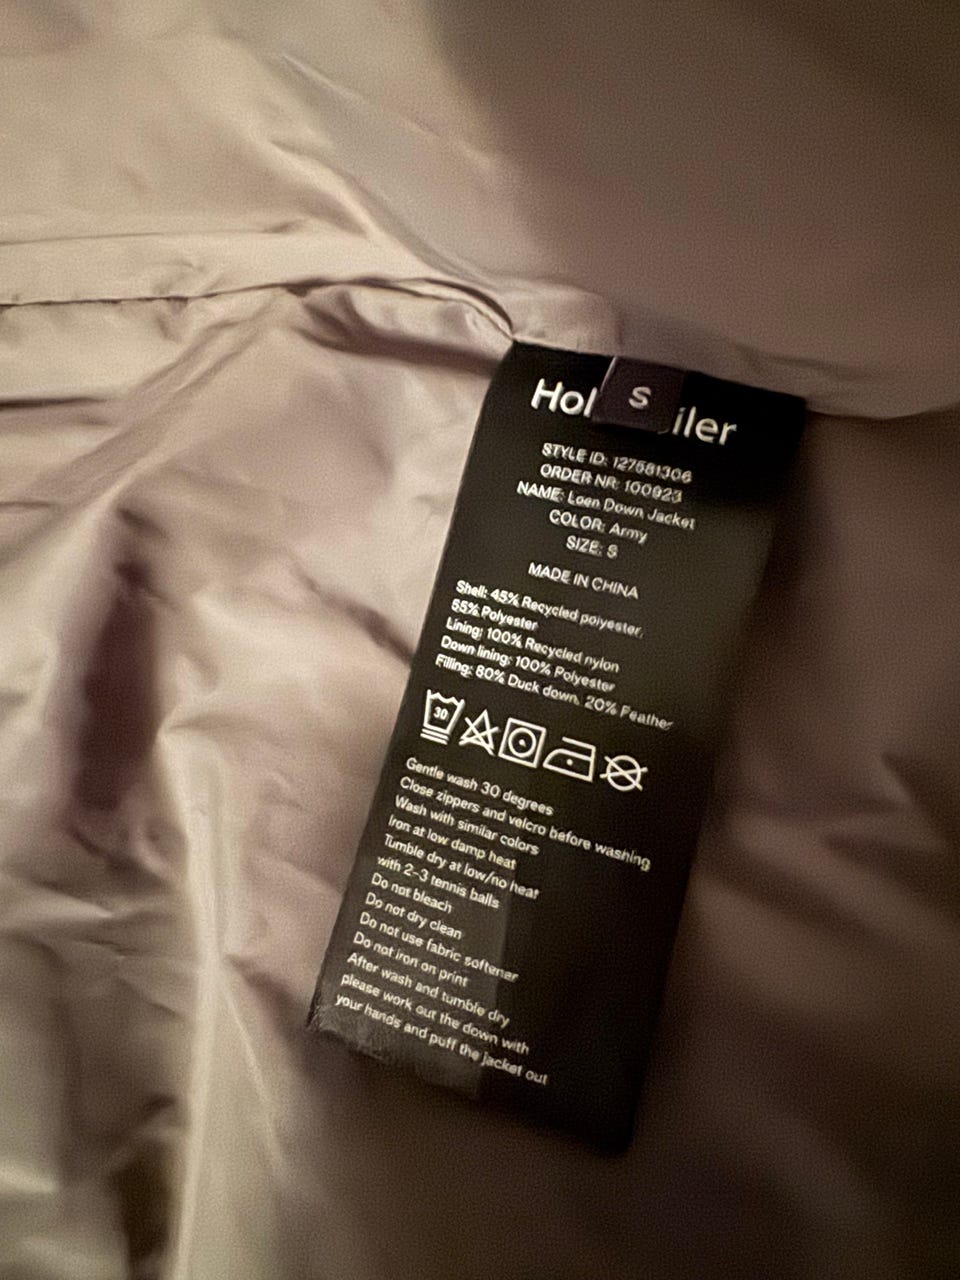 S
Hol iler
STYLE ID: 127581306
ORDER NR: 100923
NAME: Loen Down Jacket
COLOR: Army
SIZE: S
MADE IN CHINA
Shell: 45% Recycled polyester,
55% Polyester
Lining: 100% Recycled nylon
Down lining: 100% Polyester
Filling: 80% Duck down, 20% Feather
30
Gentle wash 30 degrees
Close zippers and velcro before washing
Wash with similar colors
Iron at low damp heat
Tumble dry at low/no heat
with 2-3 tennis balls
Do not bleach
Do not dry clean
Do not use fabric softener
Do not iron on print
After wash and tumble dry
please work out the down with
your hands and puff the jacket out